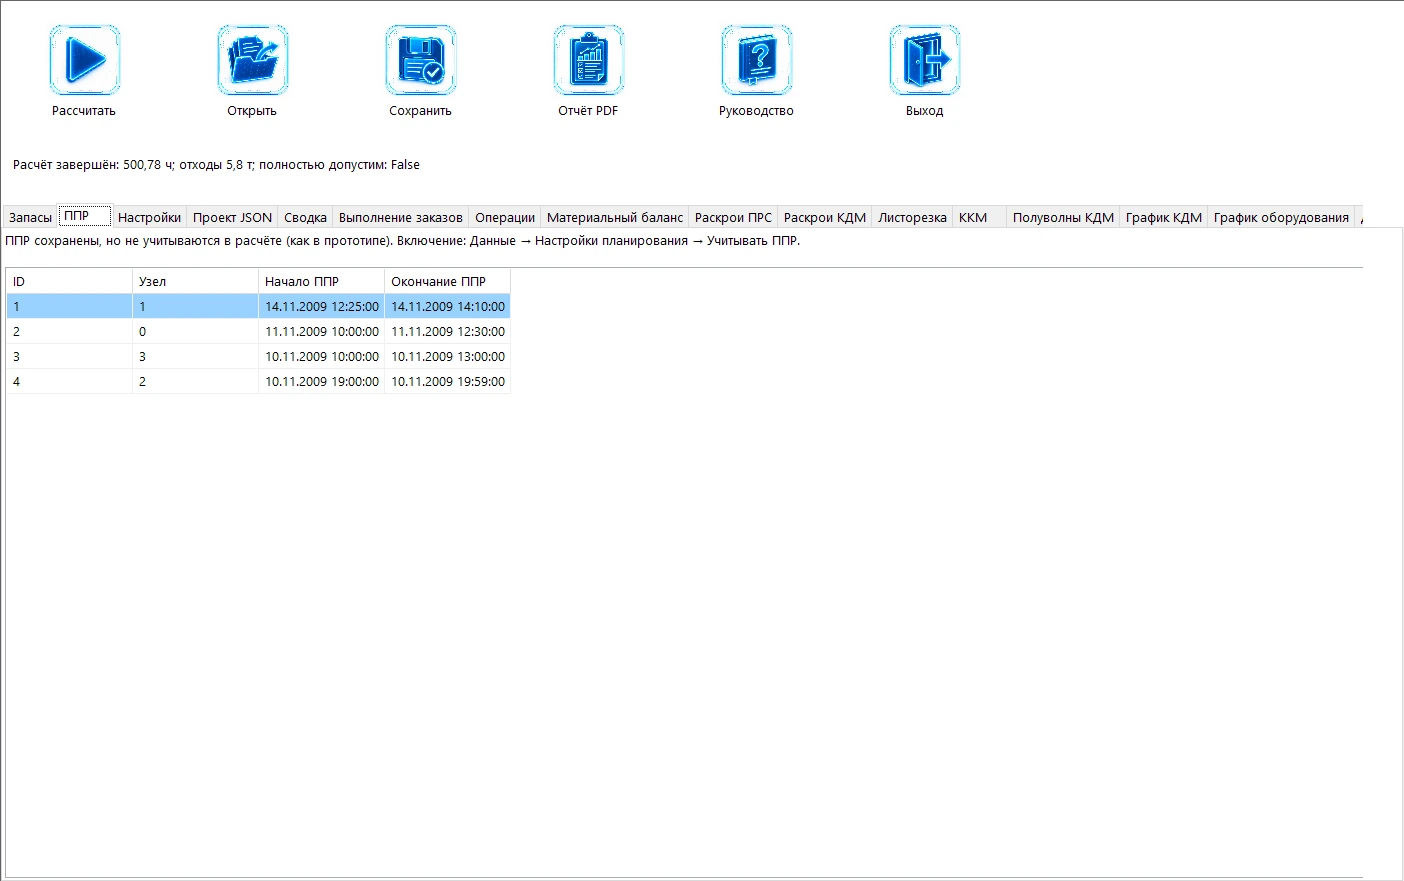 Рассчитать Открыть Сохранить Отчёт PDF Руководство Выход
Расчёт завершён: 500,78 ч; отходы 5,8 т; полностью допустим: False
Запасы ППР Настройки Проект JSON Сводка Выполнение заказов Операции Материальный баланс Раскрои ПРС Раскрои КДМ Листорезка ККМ Полуволны КДМ График КДМ График оборудования
ППР сохранены, но не учитываются в расчёте (как в прототипе). Включение: Данные → Настройки планирования → Учитывать ППР.
ID Узел Начало ППР Окончание ППР
1 1 14.11.2009 12:25:00 14.11.2009 14:10:00
2 0 11.11.2009 10:00:00 11.11.2009 12:30:00
3 3 10.11.2009 10:00:00 10.11.2009 13:00:00
4 2 10.11.2009 19:00:00 10.11.2009 19:59:00